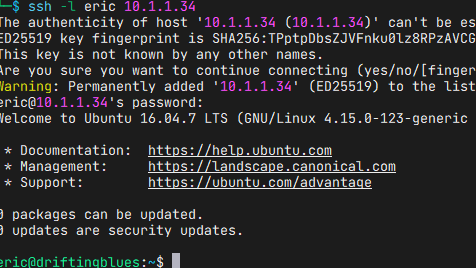 $ ssh -l eric 10.1.1.34
The authenticity of host '10.1.1.34 (10.1.1.34)' can't be es
ED25519 key fingerprint is SHA256:TPptpDbsZJVFnku0lz8RPzAVCG
This key is not known by any other names.
Are you sure you want to continue connecting (yes/no/[finger
Warning: Permanently added '10.1.1.34' (ED25519) to the list
eric@10.1.1.34's password:
Welcome to Ubuntu 16.04.7 LTS (GNU/Linux 4.15.0-123-generic
* Documentation: https://help.ubuntu.com
* Management: https://landscape.canonical.com
* Support: https://ubuntu.com/advantage
0 packages can be updated.
0 updates are security updates.
eric@driftingblues:~$